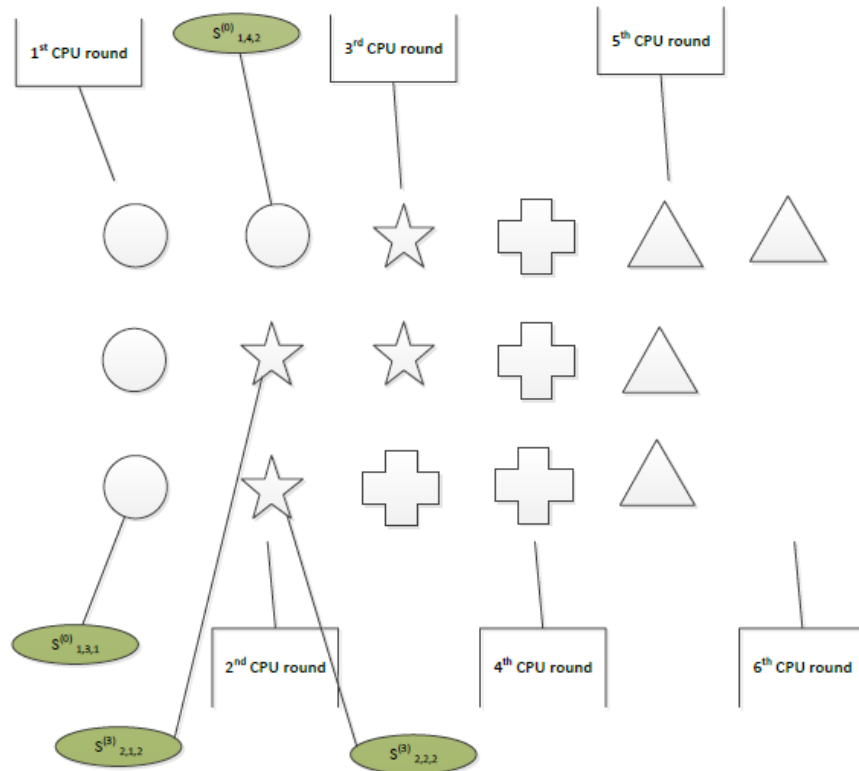 S(0) 1,4,2
1st CPU round
3rd CPU round
5th CPU round
S(0) 1,3,1
2nd CPU round
4th CPU round
6th CPU round
S(3) 2,1,2
S(3) 2,2,2